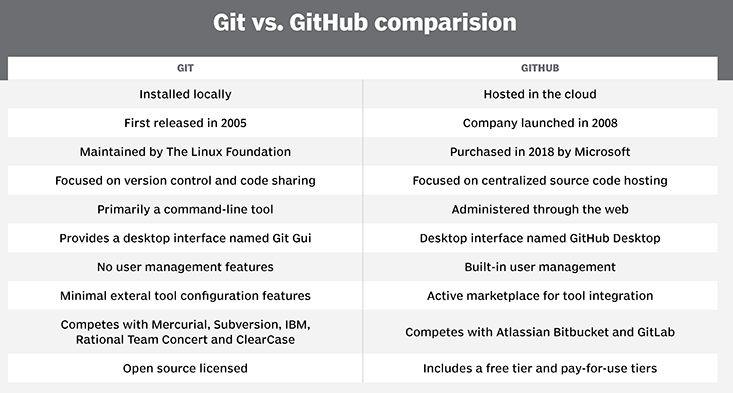 Git vs. GitHub comparision
GIT GITHUB
Installed locally Hosted in the cloud
First released in 2005 Company launched in 2008
Maintained by The Linux Foundation Purchased in 2018 by Microsoft
Focused on version control and code sharing Focused on centralized source code hosting
Primarily a command-line tool Administered through the web
Provides a desktop interface named Git Gui Desktop interface named GitHub Desktop
No user management features Built-in user management
Minimal exteral tool configuration features Active marketplace for tool integration
Competes with Mercurial, Subversion, IBM,
Rational Team Concert and ClearCase Competes with Atlassian Bitbucket and GitLab
Open source licensed Includes a free tier and pay-for-use tiers